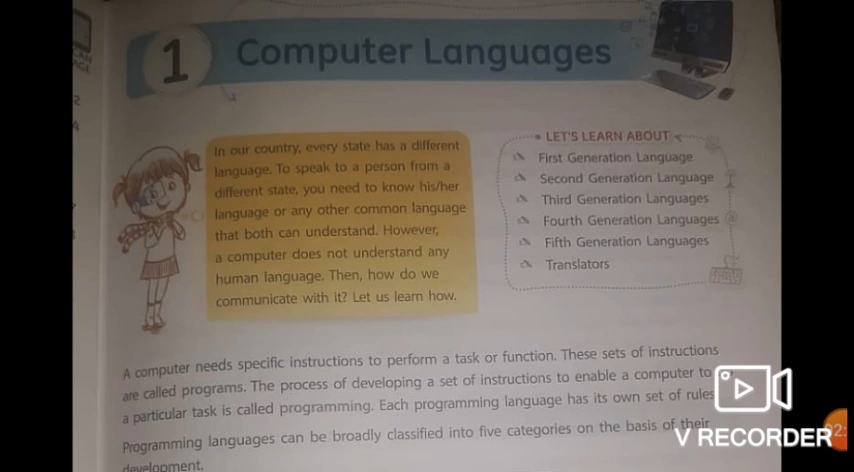 1 Computer Languages
In our country, every state has a different
language. To speak to a person from a
different state, you need to know his/her
language or any other common language
that both can understand. However,
a computer does not understand any
human language. Then, how do we
communicate with it? Let us learn how.
LET'S LEARN ABOUT
First Generation Language
Second Generation Language
Third Generation Languages
Fourth Generation Languages
Fifth Generation Languages
Translators
A computer needs specific instructions to perform a task or function. These sets of instructions
are called programs. The process of developing a set of instructions to enable a computer to
a particular task is called programming. Each programming language has its own set of rules
Programming languages can be broadly classified into five categories on the basis of their
development.
V RECORDER